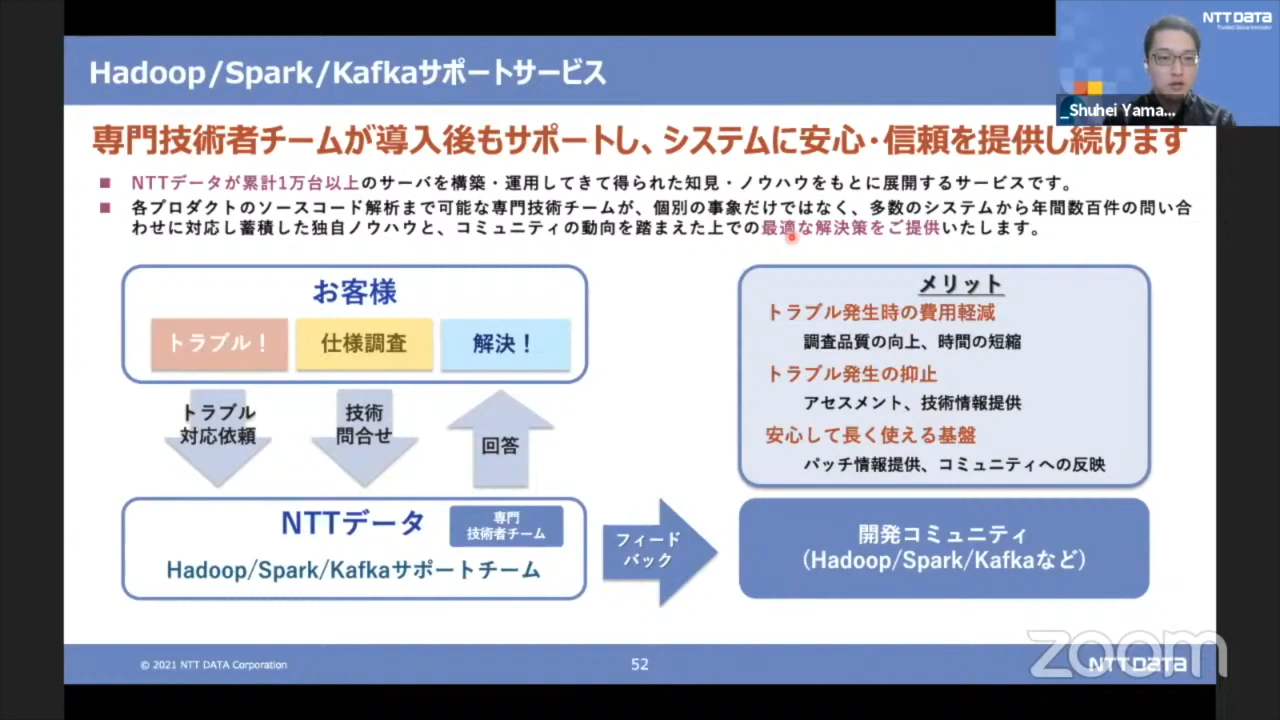 NTT DATA
Trusted Global Innovator
_Shuhei Yama...
Hadoop/Spark/Kafkaサポートサービス
専門技術者チームが導入後もサポートし、システムに安心・信頼を提供し続けます
■ NTTデータが累計1万台以上のサーバを構築・運用してきて得られた知見・ノウハウをもとに展開するサービスです。
■ 各プロダクトのソースコード解析まで可能な専門技術チームが、個別の事象だけではなく、多数のシステムから年間数百件の問い合
わせに対応し蓄積した独自ノウハウと、コミュニティの動向を踏まえた上での最適な解決策をご提供いたします。
お客様
トラブル！
仕様調査
解決！
トラブル
対応依頼
技術
問合せ
回答
NTTデータ
専門
技術者チーム
Hadoop/Spark/Kafkaサポートチーム
フィード
バック
メリット
トラブル発生時の費用軽減
調査品質の向上、時間の短縮
トラブル発生の抑止
アセスメント、技術情報提供
安心して長く使える基盤
パッチ情報提供、コミュニティへの反映
開発コミュニティ
（Hadoop/Spark/Kafkaなど）
© 2021 NTT DATA Corporation
52
NTT DATA
zoom